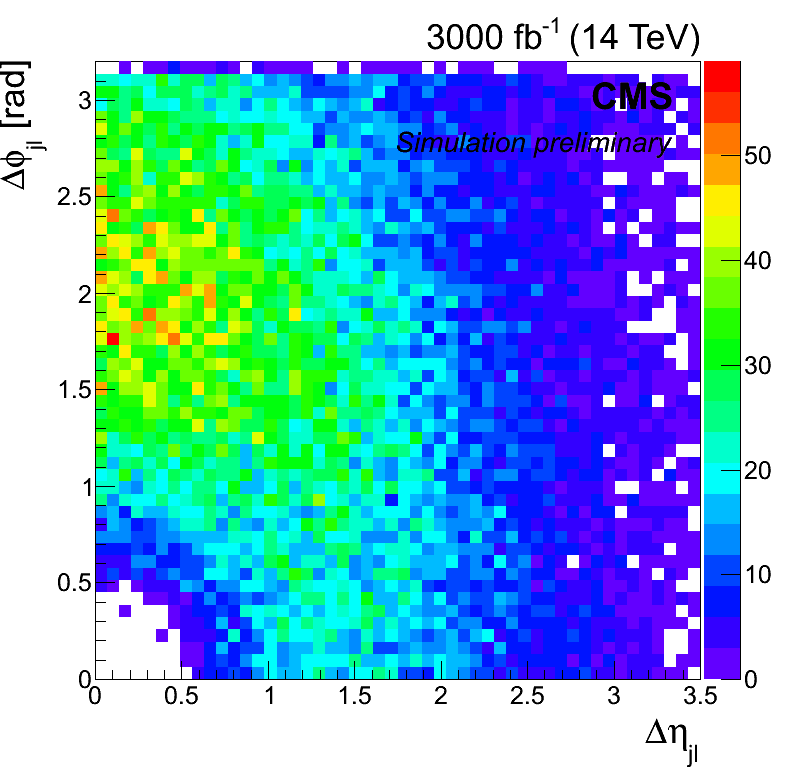 3000 fb-1 (14 TeV)
Δϕjl [rad]
CMS
Simulation preliminary
3
2.5
2
1.5
1
0.5
0
0 0.5 1 1.5 2 2.5 3 3.5
Δηjl
50
40
30
20
10
0